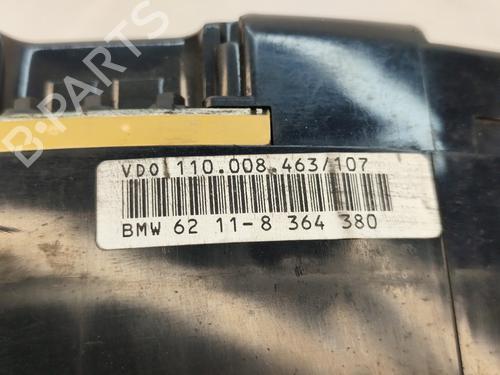 B-PARTS
VDO 110.008.463/107
BMW 62 11-8 364 380